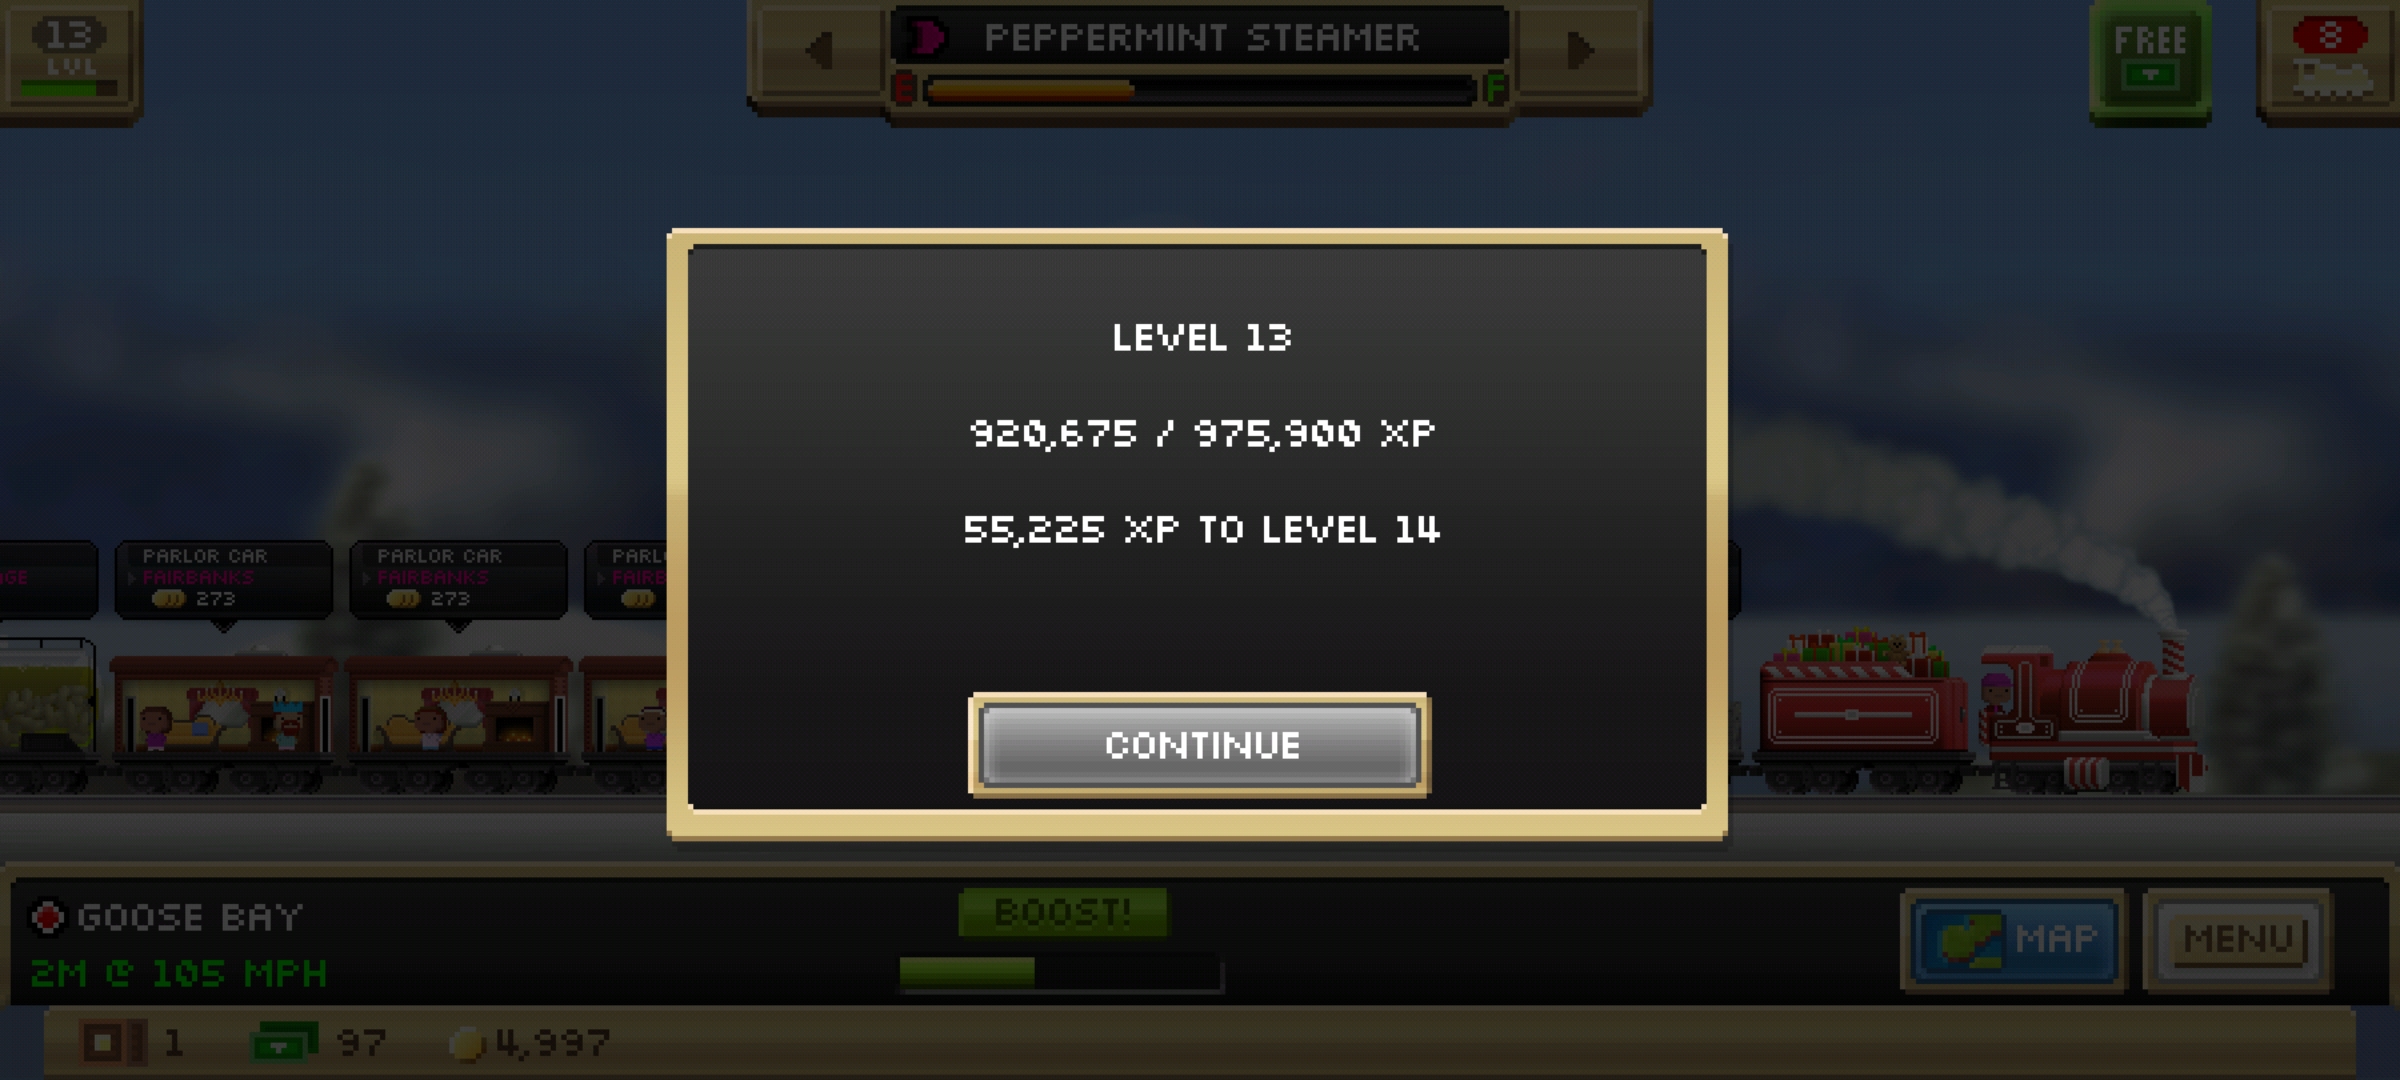 13
LVL
PEPPERMINT STEAMER
E
F
FREE
8
LEVEL 13
920,675 / 975,900 XP
55,225 XP TO LEVEL 14
CONTINUE
PARLOR CAR
FAIRBANKS
273
PARLOR CAR
FAIRBANKS
273
GOOSE BAY
2M @ 105 MPH
BOOST!
MAP
MENU
1
97
4,997